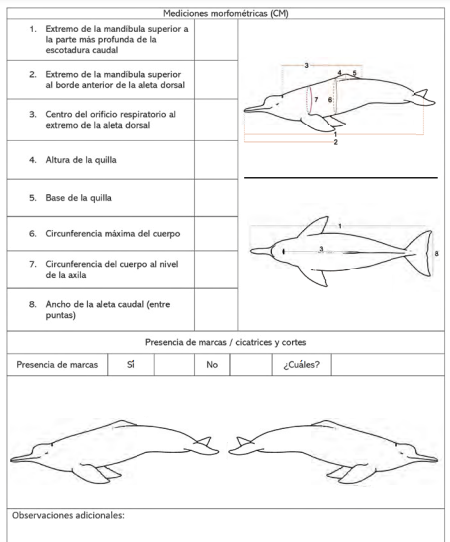 Mediciones morfométricas (CM)
1. Extremo de la mandíbula superior a
la parte más profunda de la
escotadura caudal
2. Extremo de la mandíbula superior
al borde anterior de la aleta dorsal
3. Centro del orificio respiratorio al
extremo de la aleta dorsal
4. Altura de la quilla
5. Base de la quilla
6. Circunferencia máxima del cuerpo
7. Circunferencia del cuerpo al nivel
de la axila
8. Ancho de la aleta caudal (entre
puntas)
3
4 5
7 6
1
2
1
3
8
Presencia de marcas / cicatrices y cortes
Presencia de marcas Sí No ¿Cuáles?
Observaciones adicionales: